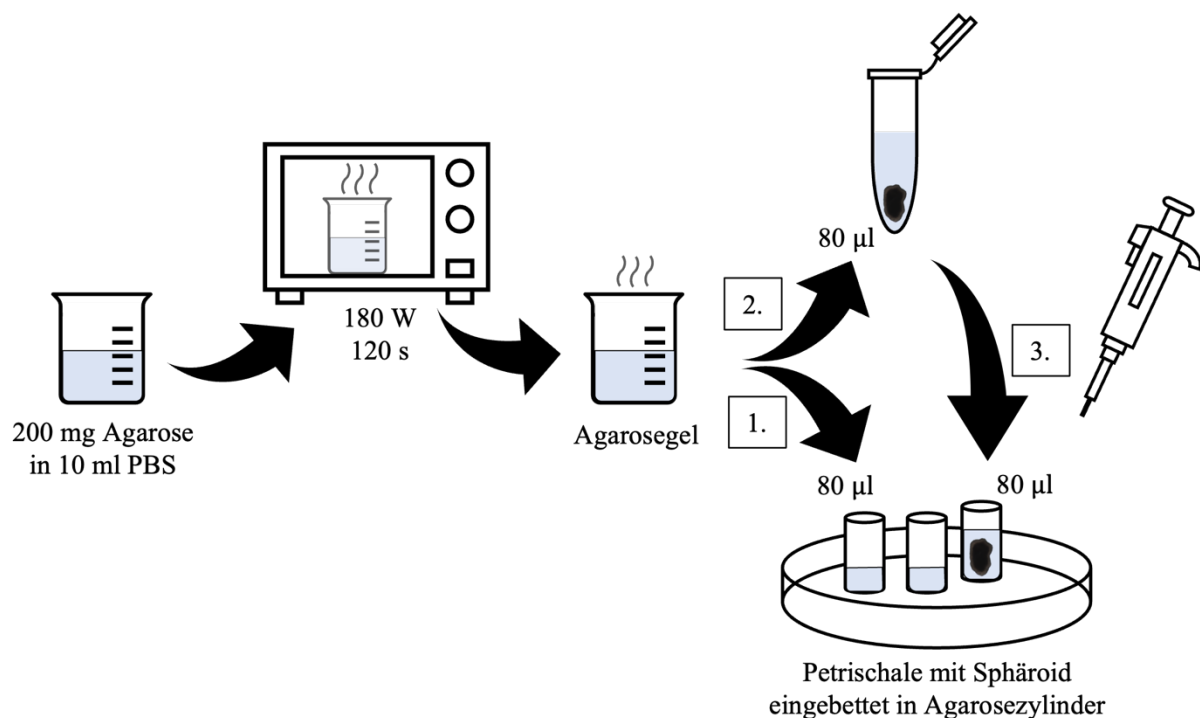 200 mg Agarose
in 10 ml PBS
180 W
120 s
Agarosegel
2.
1.
80 µl
3.
80 µl
80 µl
Petrischale mit Sphäroid
eingebettet in Agarosezylinder